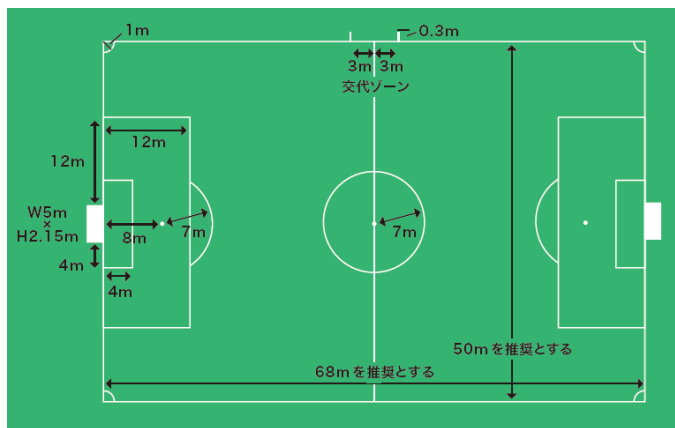 1m
0.3m
3m 3m
交代ゾーン
12m
12m
W5m
×
H2.15m
8m
7m
7m
4m
4m
50mを推奨とする
68mを推奨とする